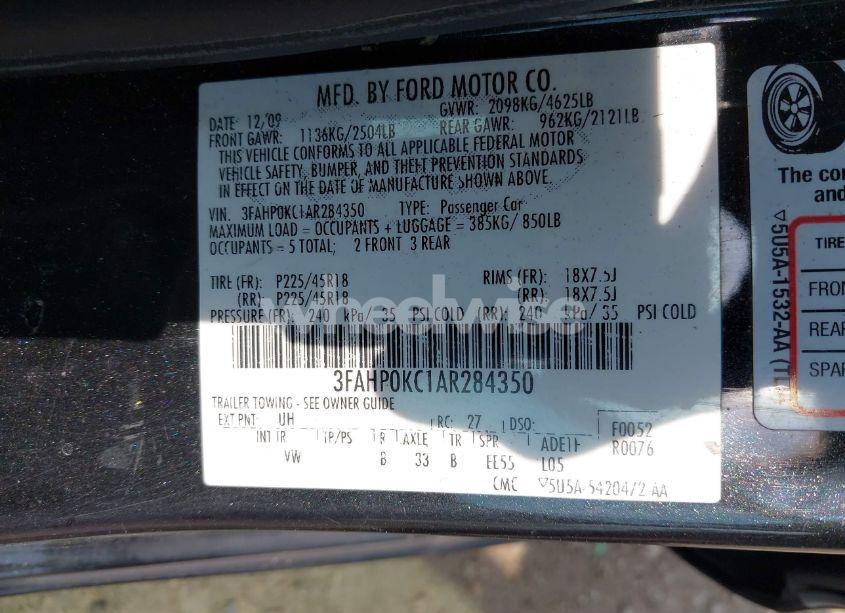 MFD. BY FORD MOTOR CO.
DATE 12/09 GVWR: 2098KG/4625LB
FRONT GAWR: 1136KG/2504LB REAR GAWR: 962KG/2121LB
THIS VEHICLE CONFORMS TO ALL APPLICABLE FEDERAL MOTOR
VEHICLE SAFETY, BUMPER, AND THEFT PREVENTION STANDARDS
IN EFFECT ON THE DATE OF MANUFACTURE SHOWN ABOVE.
VIN: 3FAHP0KC1AR284350 TYPE: Passenger Car
MAXIMUM LOAD = OCCUPANTS + LUGGAGE = 385KG/ 850LB
OCCUPANTS = 5 TOTAL; 2 FRONT 3 REAR
TIRE (FR): P225/45R18 RIMS (FR): 18X7.5J
(RR): P225/45R18 (RR): 18X7.5J
PRESSURE (FR): 240 kPa/ 35 PSI COLD (RR): 240 kPa/ 35 PSI COLD
wheelwise
3FAHP0KC1AR284350
TRAILER TOWING - SEE OWNER GUIDE
EXT PNT: UH RC: 27 DSO: F0052
INT TR TP/PS R AXLE TR SPR R0076
VW B 33 B EE55 L05
CMC
The
and
TIRE
FRON
REAR
SPAR
▽5U5A-1532-AA